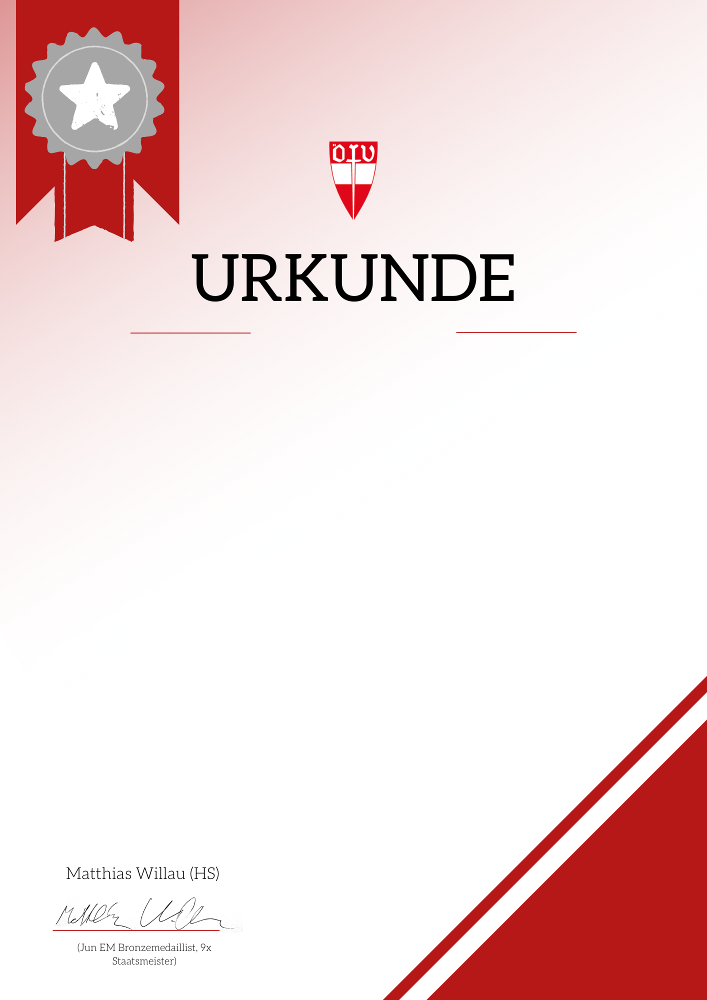 ÖTV
URKUNDE
Matthias Willau (HS)
(Jun EM Bronzemedaillist, 9x
Staatsmeister)